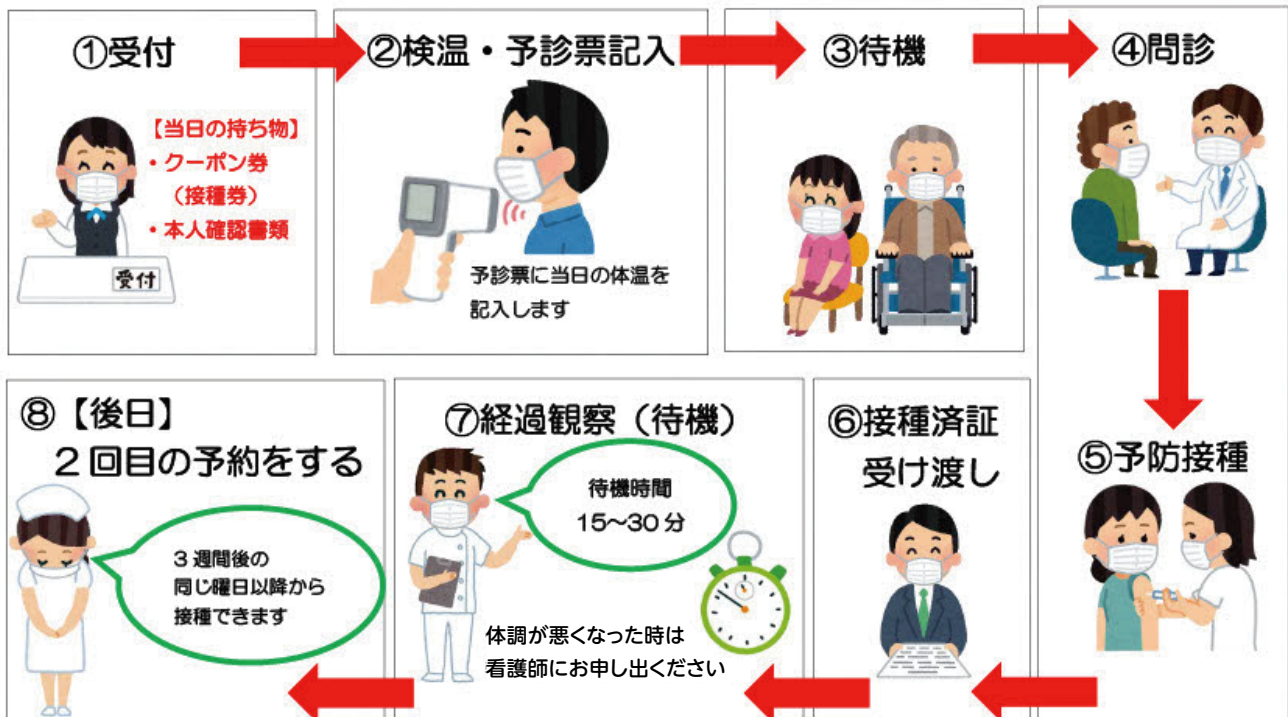 ①受付
【当日の持ち物】
・クーポン券
（接種券）
・本人確認書類
受付
②検温・予診票記入
予診票に当日の体温を
記入します
③待機
④問診
⑤予防接種
⑥接種済証
受け渡し
⑦経過観察（待機）
待機時間
15～30分
体調が悪くなった時は
看護師にお申し出ください
⑧【後日】
２回目の予約をする
３週間後の
同じ曜日以降から
接種できます